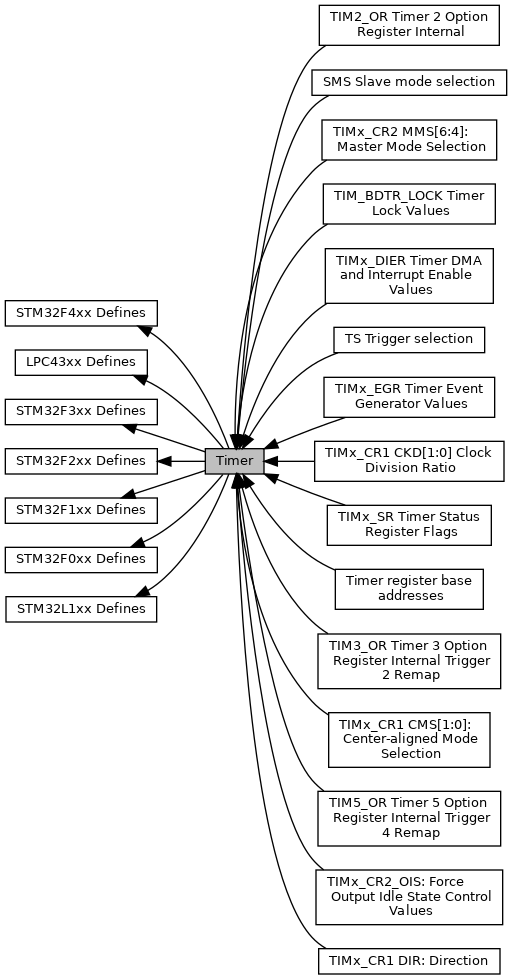 STM32F4xx Defines
LPC43xx Defines
STM32F3xx Defines
STM32F2xx Defines
STM32F1xx Defines
STM32F0xx Defines
STM32L1xx Defines
Timer
TIM2_OR Timer 2 Option
Register Internal
SMS Slave mode selection
TIMx_CR2 MMS[6:4]:
Master Mode Selection
TIM_BDTR_LOCK Timer
Lock Values
TIMx_DIER Timer DMA
and Interrupt Enable
Values
TS Trigger selection
TIMx_EGR Timer Event
Generator Values
TIMx_CR1 CKD[1:0] Clock
Division Ratio
TIMx_SR Timer Status
Register Flags
Timer register base
addresses
TIM3_OR Timer 3 Option
Register Internal Trigger
2 Remap
TIMx_CR1 CMS[1:0]:
Center-aligned Mode
Selection
TIM5_OR Timer 5 Option
Register Internal Trigger
4 Remap
TIMx_CR2_OIS: Force
Output Idle State Control
Values
TIMx_CR1 DIR: Direction